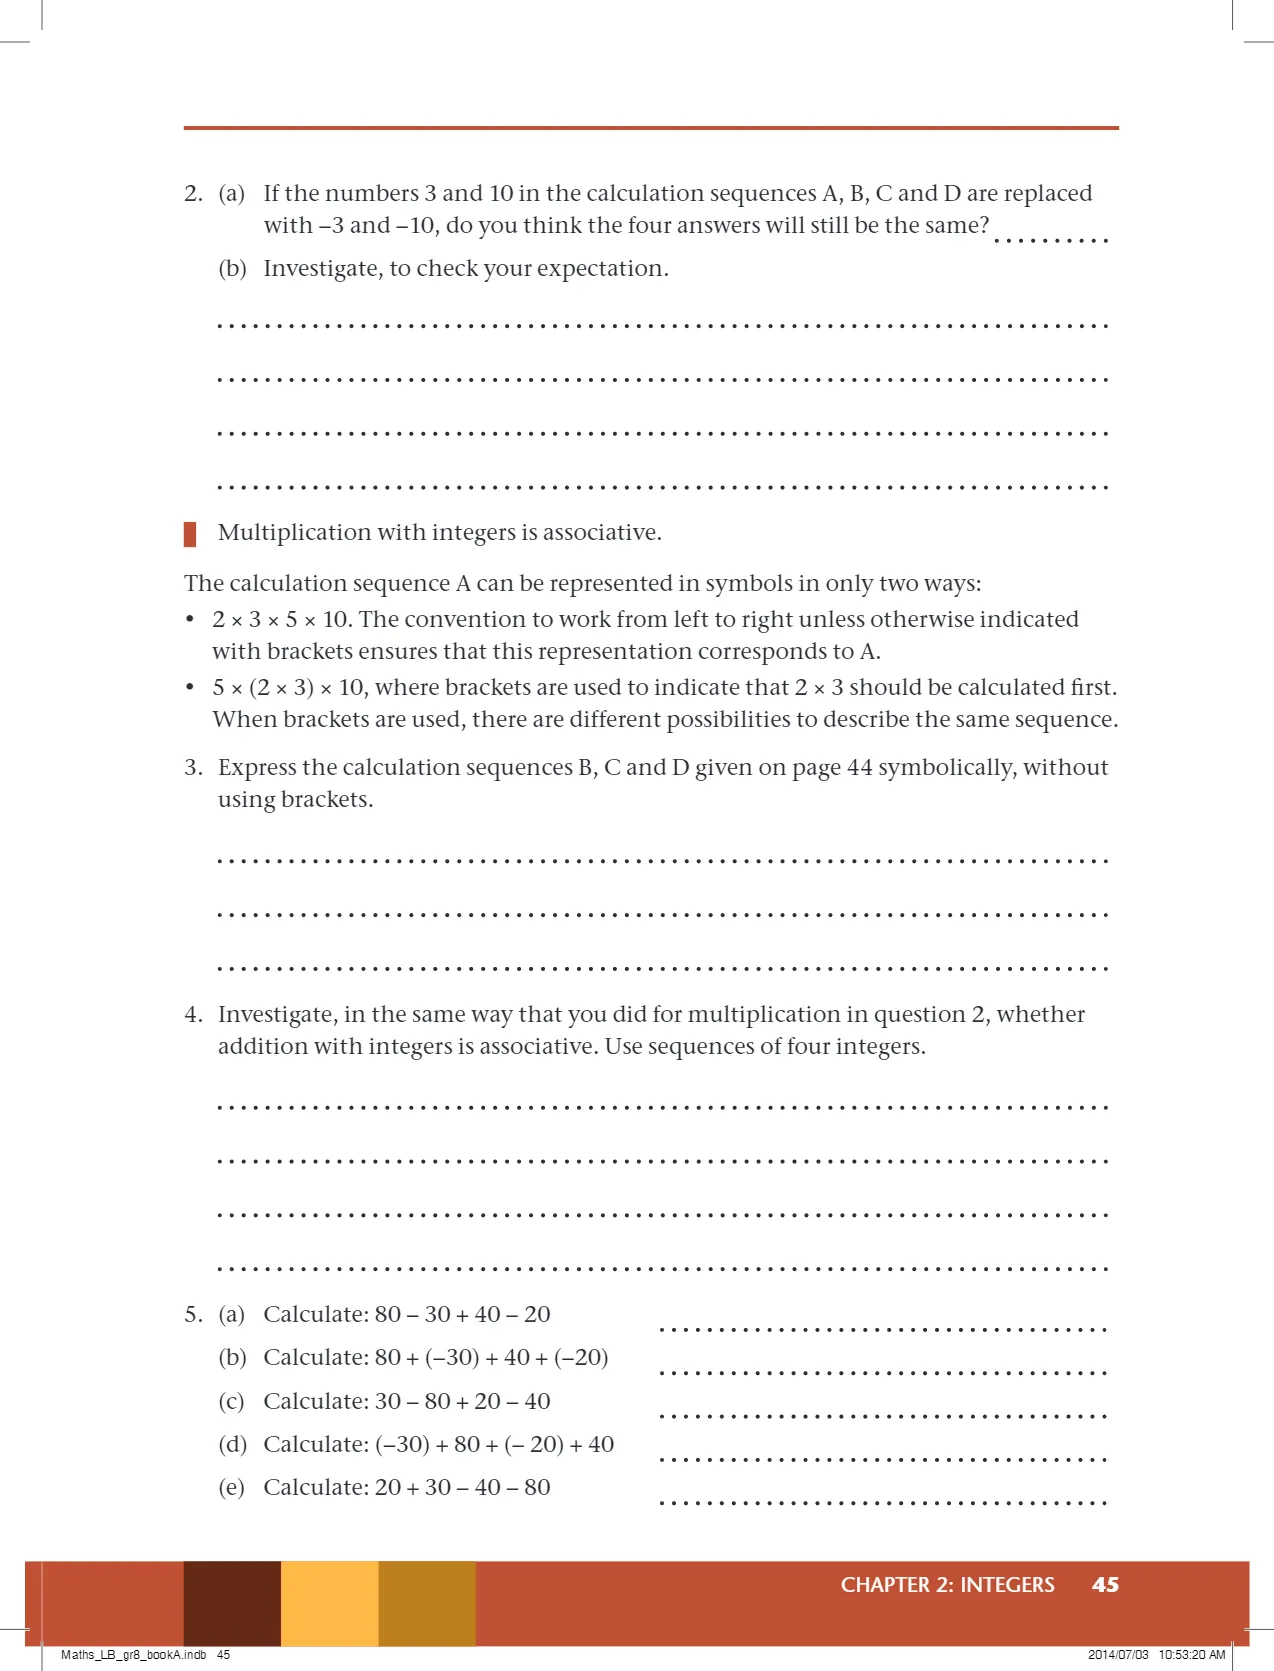 2. (a) If the numbers 3 and 10 in the calculation sequences A, B, C and D are replaced
with –3 and –10, do you think the four answers will still be the same? ..........
(b) Investigate, to check your expectation.
Multiplication with integers is associative.
The calculation sequence A can be represented in symbols in only two ways:
• 2 × 3 × 5 × 10. The convention to work from left to right unless otherwise indicated
with brackets ensures that this representation corresponds to A.
• 5 × (2 × 3) × 10, where brackets are used to indicate that 2 × 3 should be calculated first.
When brackets are used, there are different possibilities to describe the same sequence.
3. Express the calculation sequences B, C and D given on page 44 symbolically, without
using brackets.
4. Investigate, in the same way that you did for multiplication in question 2, whether
addition with integers is associative. Use sequences of four integers.
5. (a) Calculate: 80 – 30 + 40 – 20
(b) Calculate: 80 + (–30) + 40 + (–20)
(c) Calculate: 30 – 80 + 20 – 40
(d) Calculate: (–30) + 80 + (– 20) + 40
(e) Calculate: 20 + 30 – 40 – 80
CHAPTER 2: INTEGERS 45
Maths_LB_gr8_bookA.indb 45
2014/07/03 10:53:20 AM